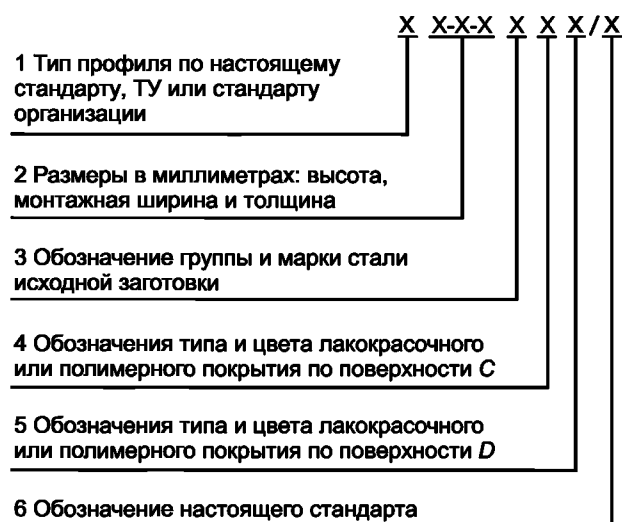 X X-X-X X X X/X
1 Тип профиля по настоящему
стандарту, ТУ или стандарту
организации
2 Размеры в миллиметрах: высота,
монтажная ширина и толщина
3 Обозначение группы и марки стали
исходной заготовки
4 Обозначения типа и цвета лакокрасочного
или полимерного покрытия по поверхности C
5 Обозначения типа и цвета лакокрасочного
или полимерного покрытия по поверхности D
6 Обозначение настоящего стандарта